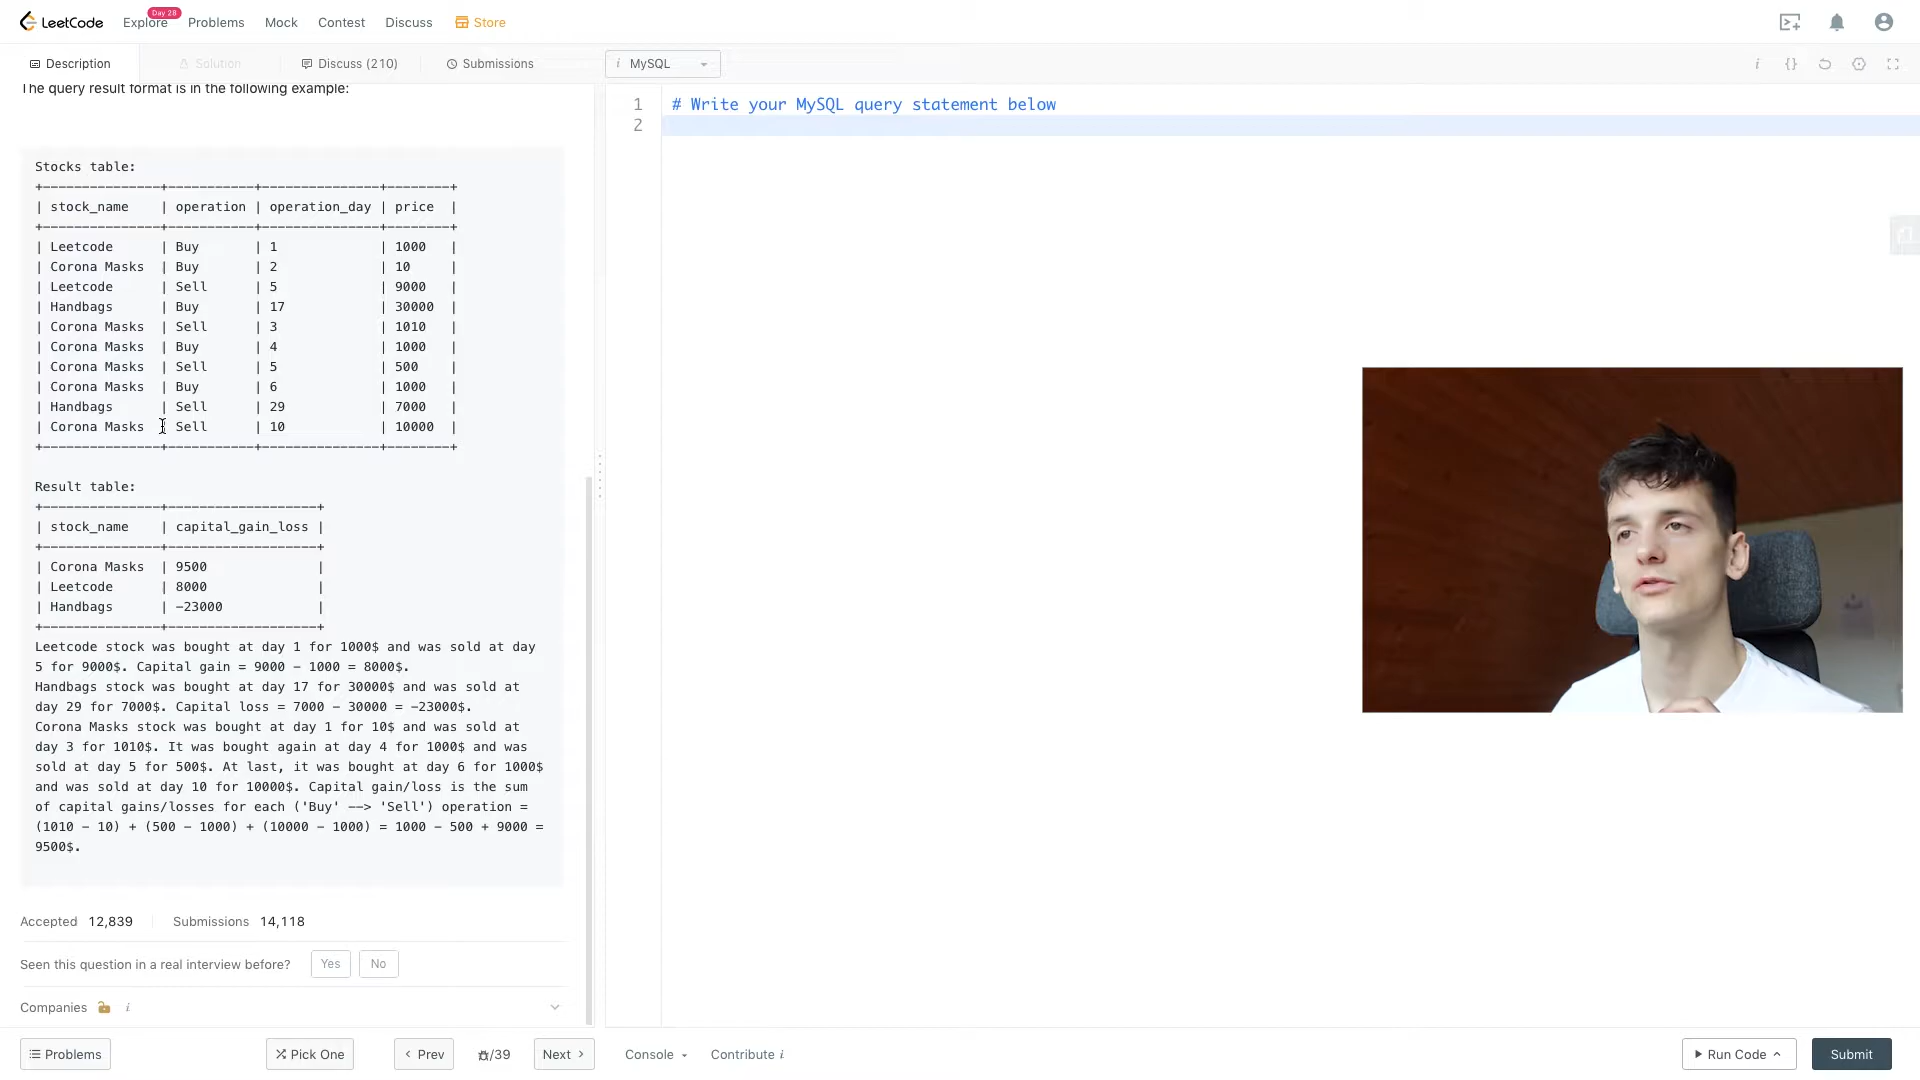 LeetCode
Explore
Day 28
Problems
Mock
Contest
Discuss
Store
Description
Solution
Discuss (210)
Submissions
i MySQL
i {}
The query result format is in the following example:
1 # Write your MySQL query statement below
2
Stocks table:
+---------------+-----------+---------------+--------+
| stock_name    | operation | operation_day | price  |
+---------------+-----------+---------------+--------+
| Leetcode      | Buy       | 1             | 1000   |
| Corona Masks  | Buy       | 2             | 10     |
| Leetcode      | Sell      | 5             | 9000   |
| Handbags      | Buy       | 17            | 30000  |
| Corona Masks  | Sell      | 3             | 1010   |
| Corona Masks  | Buy       | 4             | 1000   |
| Corona Masks  | Sell      | 5             | 500    |
| Corona Masks  | Buy       | 6             | 1000   |
| Handbags      | Sell      | 29            | 7000   |
| Corona Masks  | Sell      | 10            | 10000  |
+---------------+-----------+---------------+--------+
Result table:
+---------------+-------------------+
| stock_name    | capital_gain_loss |
+---------------+-------------------+
| Corona Masks  | 9500              |
| Leetcode      | 8000              |
| Handbags      | -23000            |
+---------------+-------------------+
Leetcode stock was bought at day 1 for 1000$ and was sold at day
5 for 9000$. Capital gain = 9000 - 1000 = 8000$.
Handbags stock was bought at day 17 for 30000$ and was sold at
day 29 for 7000$. Capital loss = 7000 - 30000 = -23000$.
Corona Masks stock was bought at day 1 for 10$ and was sold at
day 3 for 1010$. It was bought again at day 4 for 1000$ and was
sold at day 5 for 500$. At last, it was bought at day 6 for 1000$
and was sold at day 10 for 10000$. Capital gain/loss is the sum
of capital gains/losses for each ('Buy' --> 'Sell') operation =
(1010 - 10) + (500 - 1000) + (10000 - 1000) = 1000 - 500 + 9000 =
9500$.
Accepted 12,839
Submissions 14,118
Seen this question in a real interview before?
Yes
No
Companies i
Problems
Pick One
Prev
/39
Next
Console
Contribute i
Run Code
Submit